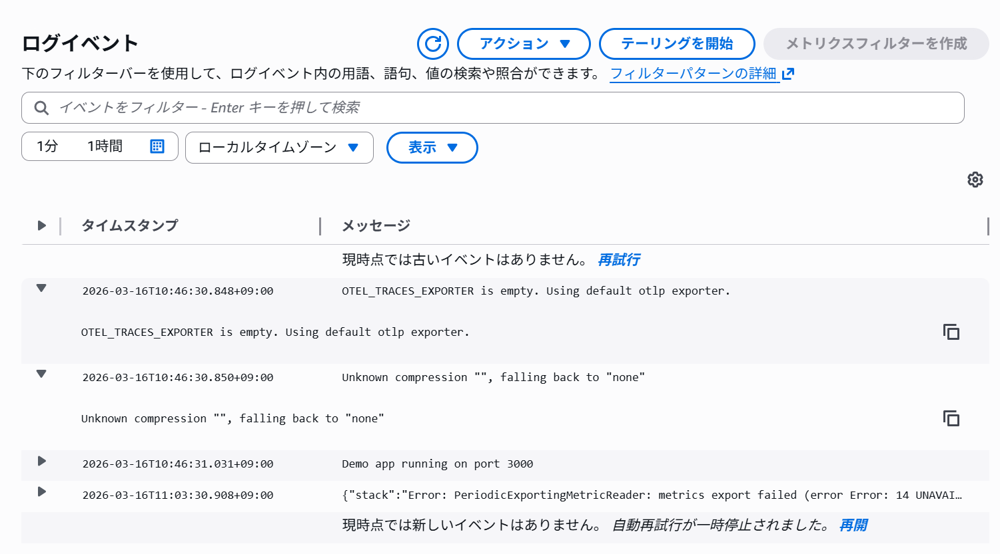 ログイベント
アクション
テーリングを開始
メトリクスフィルターを作成
下のフィルターバーを使用して、ログイベント内の用語、語句、値の検索や照合ができます。 フィルターパターンの詳細
イベントをフィルター - Enter キーを押して検索
1分 1時間 ローカルタイムゾーン 表示
タイムスタンプ メッセージ
現時点では古いイベントはありません。 再試行
2026-03-16T10:46:30.848+09:00 OTEL_TRACES_EXPORTER is empty. Using default otlp exporter.
OTEL_TRACES_EXPORTER is empty. Using default otlp exporter.
2026-03-16T10:46:30.850+09:00 Unknown compression "", falling back to "none"
Unknown compression "", falling back to "none"
2026-03-16T10:46:31.031+09:00 Demo app running on port 3000
2026-03-16T11:03:30.908+09:00 {"stack":"Error: PeriodicExportingMetricReader: metrics export failed (error Error: 14 UNAVAI…
現時点では新しいイベントはありません。 自動再試行が一時停止されました。 再開